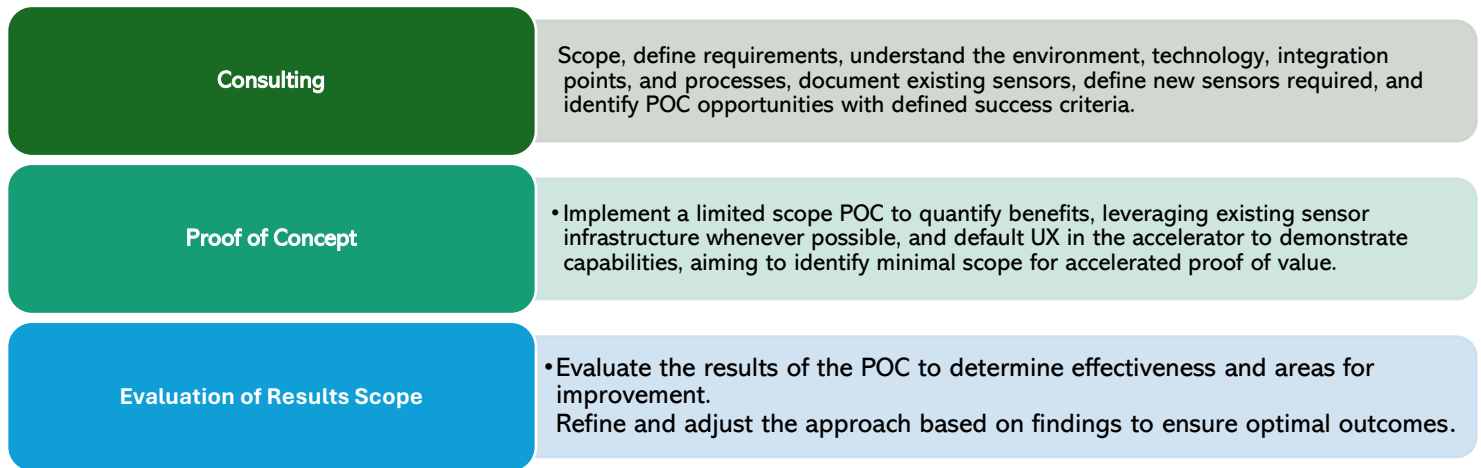 Consulting
Scope, define requirements, understand the environment, technology, integration
points, and processes, document existing sensors, define new sensors required, and
identify POC opportunities with defined success criteria.
Proof of Concept
•Implement a limited scope POC to quantify benefits, leveraging existing sensor
infrastructure whenever possible, and default UX in the accelerator to demonstrate
capabilities, aiming to identify minimal scope for accelerated proof of value.
Evaluation of Results Scope
•Evaluate the results of the POC to determine effectiveness and areas for
improvement.
Refine and adjust the approach based on findings to ensure optimal outcomes.